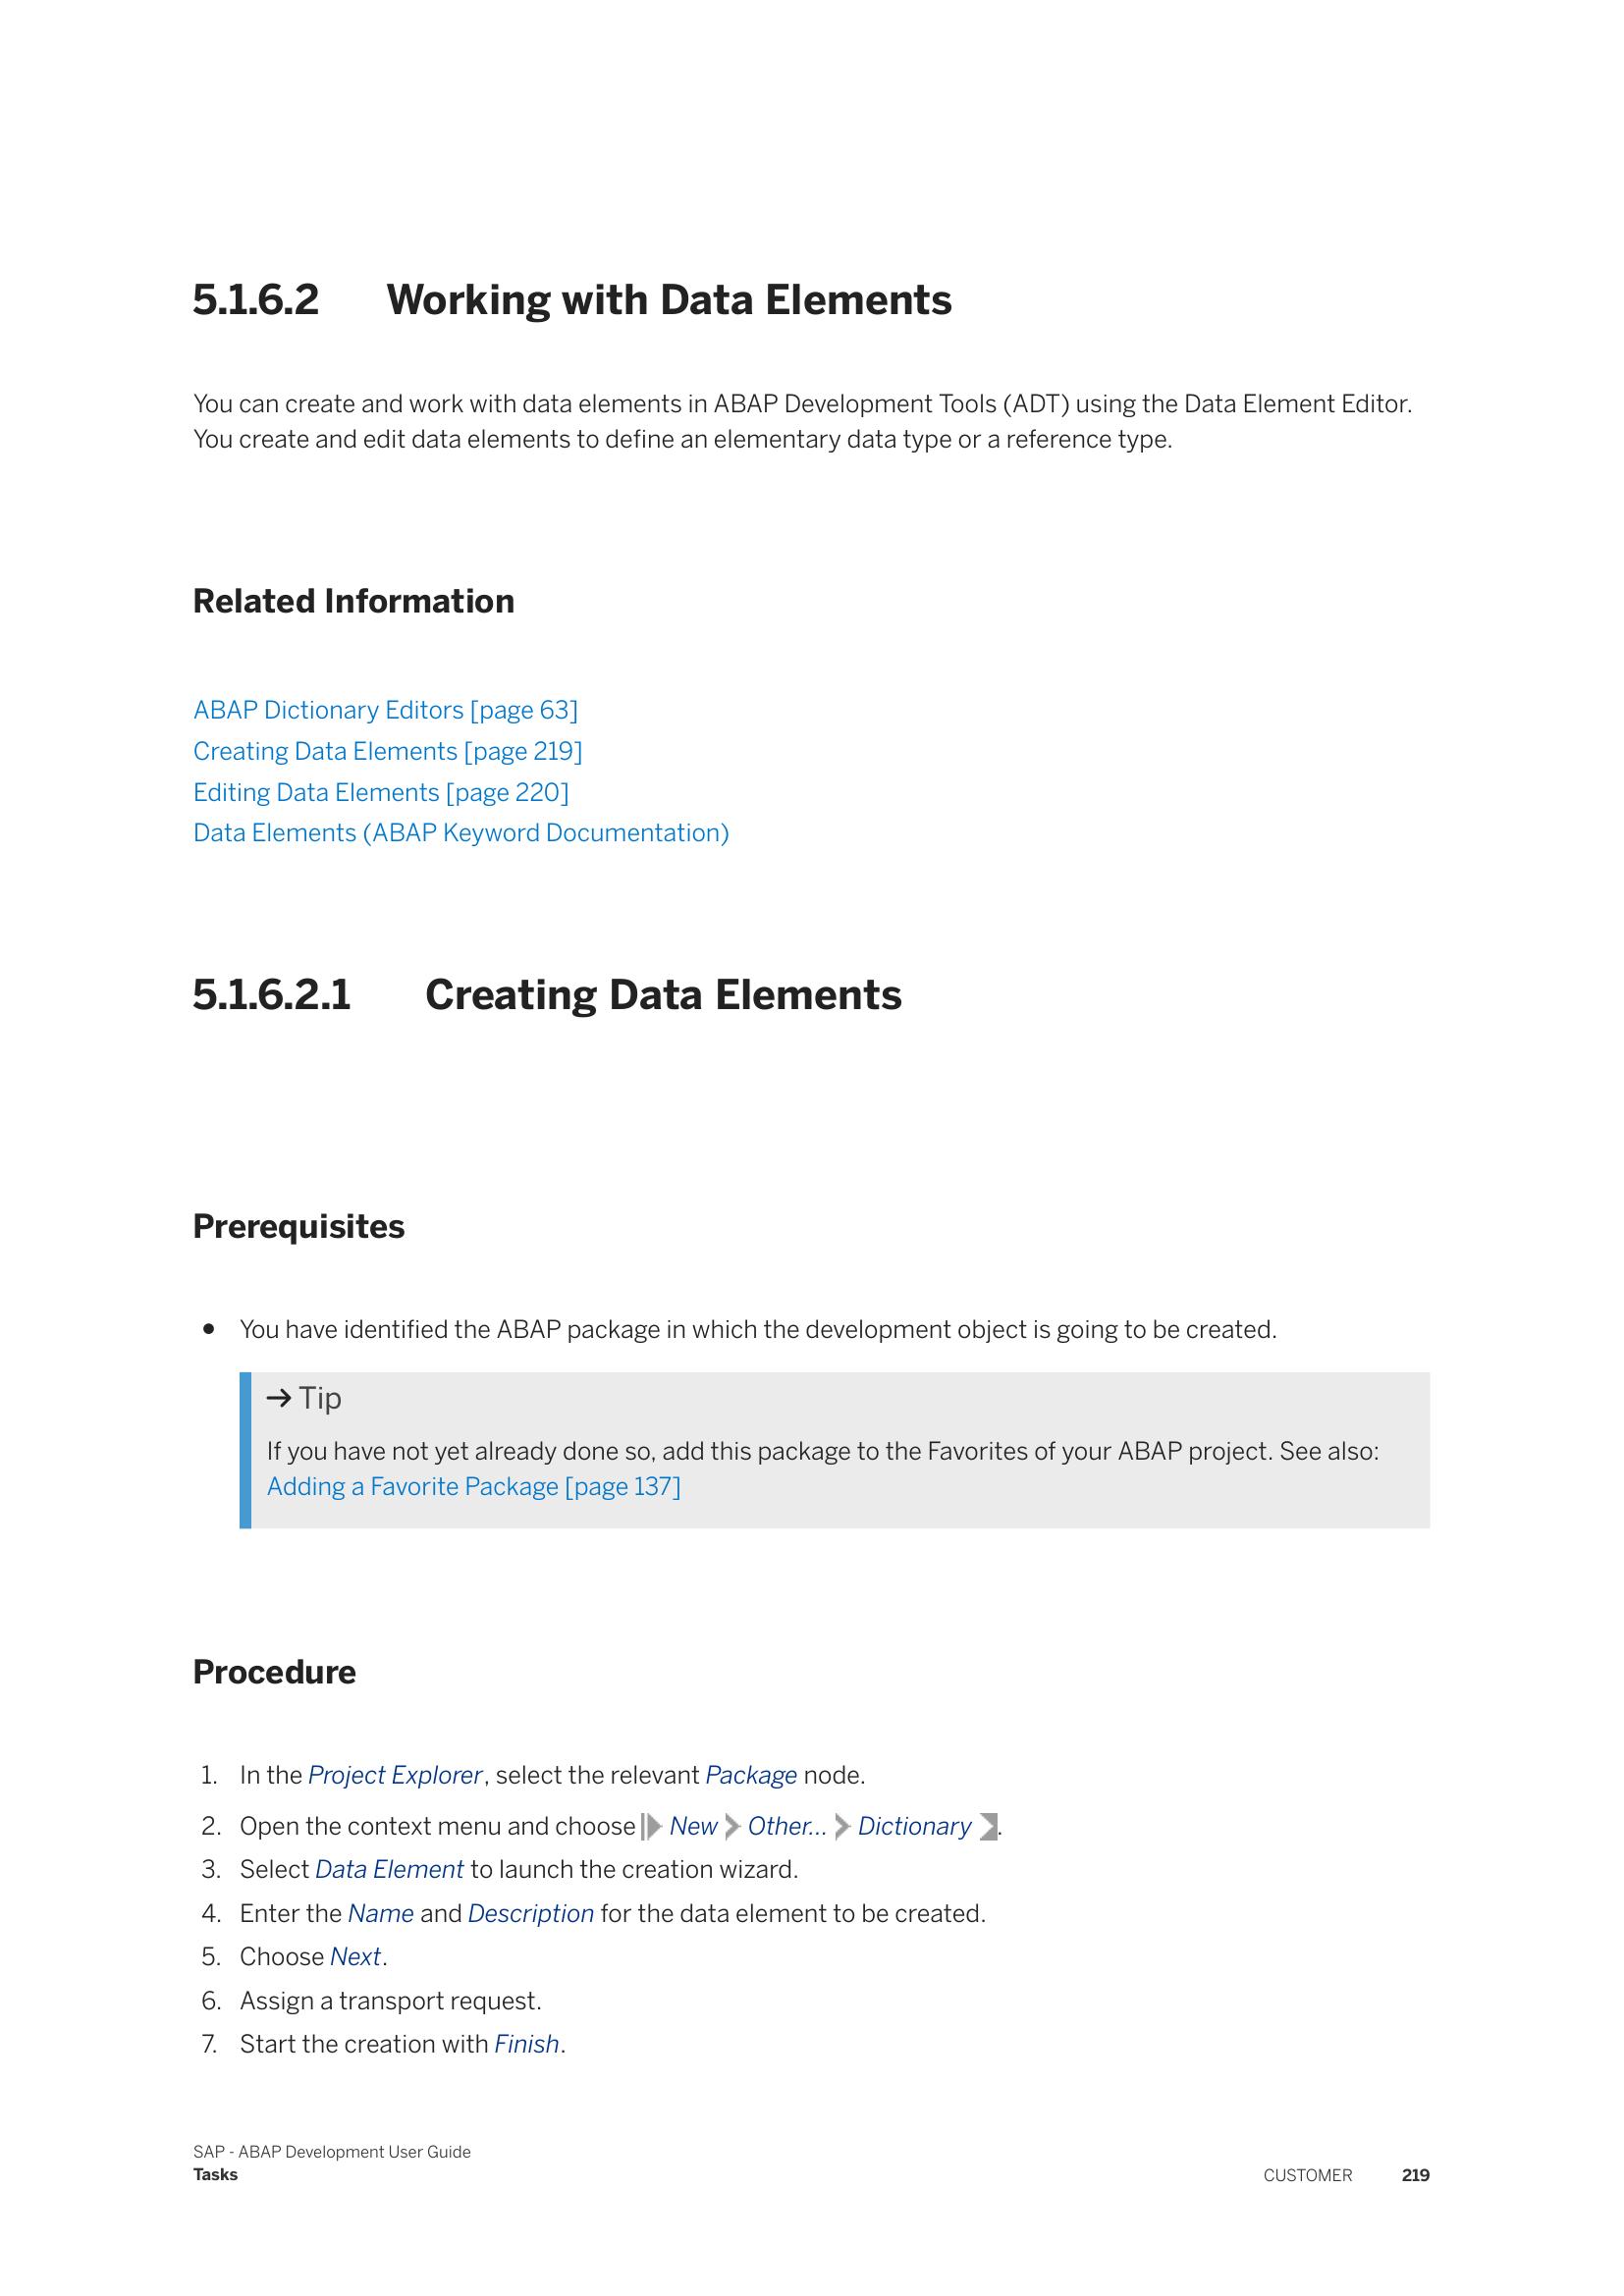 5.1.6.2 Working with Data Elements
You can create and work with data elements in ABAP Development Tools (ADT) using the Data Element Editor.
You create and edit data elements to define an elementary data type or a reference type.
Related Information
ABAP Dictionary Editors [page 63]
Creating Data Elements [page 219]
Editing Data Elements [page 220]
Data Elements (ABAP Keyword Documentation)
5.1.6.2.1 Creating Data Elements
Prerequisites
● You have identified the ABAP package in which the development object is going to be created.
→ Tip
If you have not yet already done so, add this package to the Favorites of your ABAP project. See also:
Adding a Favorite Package [page 137]
Procedure
1. In the Project Explorer, select the relevant Package node.
2. Open the context menu and choose New Other... Dictionary .
3. Select Data Element to launch the creation wizard.
4. Enter the Name and Description for the data element to be created.
5. Choose Next.
6. Assign a transport request.
7. Start the creation with Finish.
SAP - ABAP Development User Guide
Tasks
CUSTOMER 219